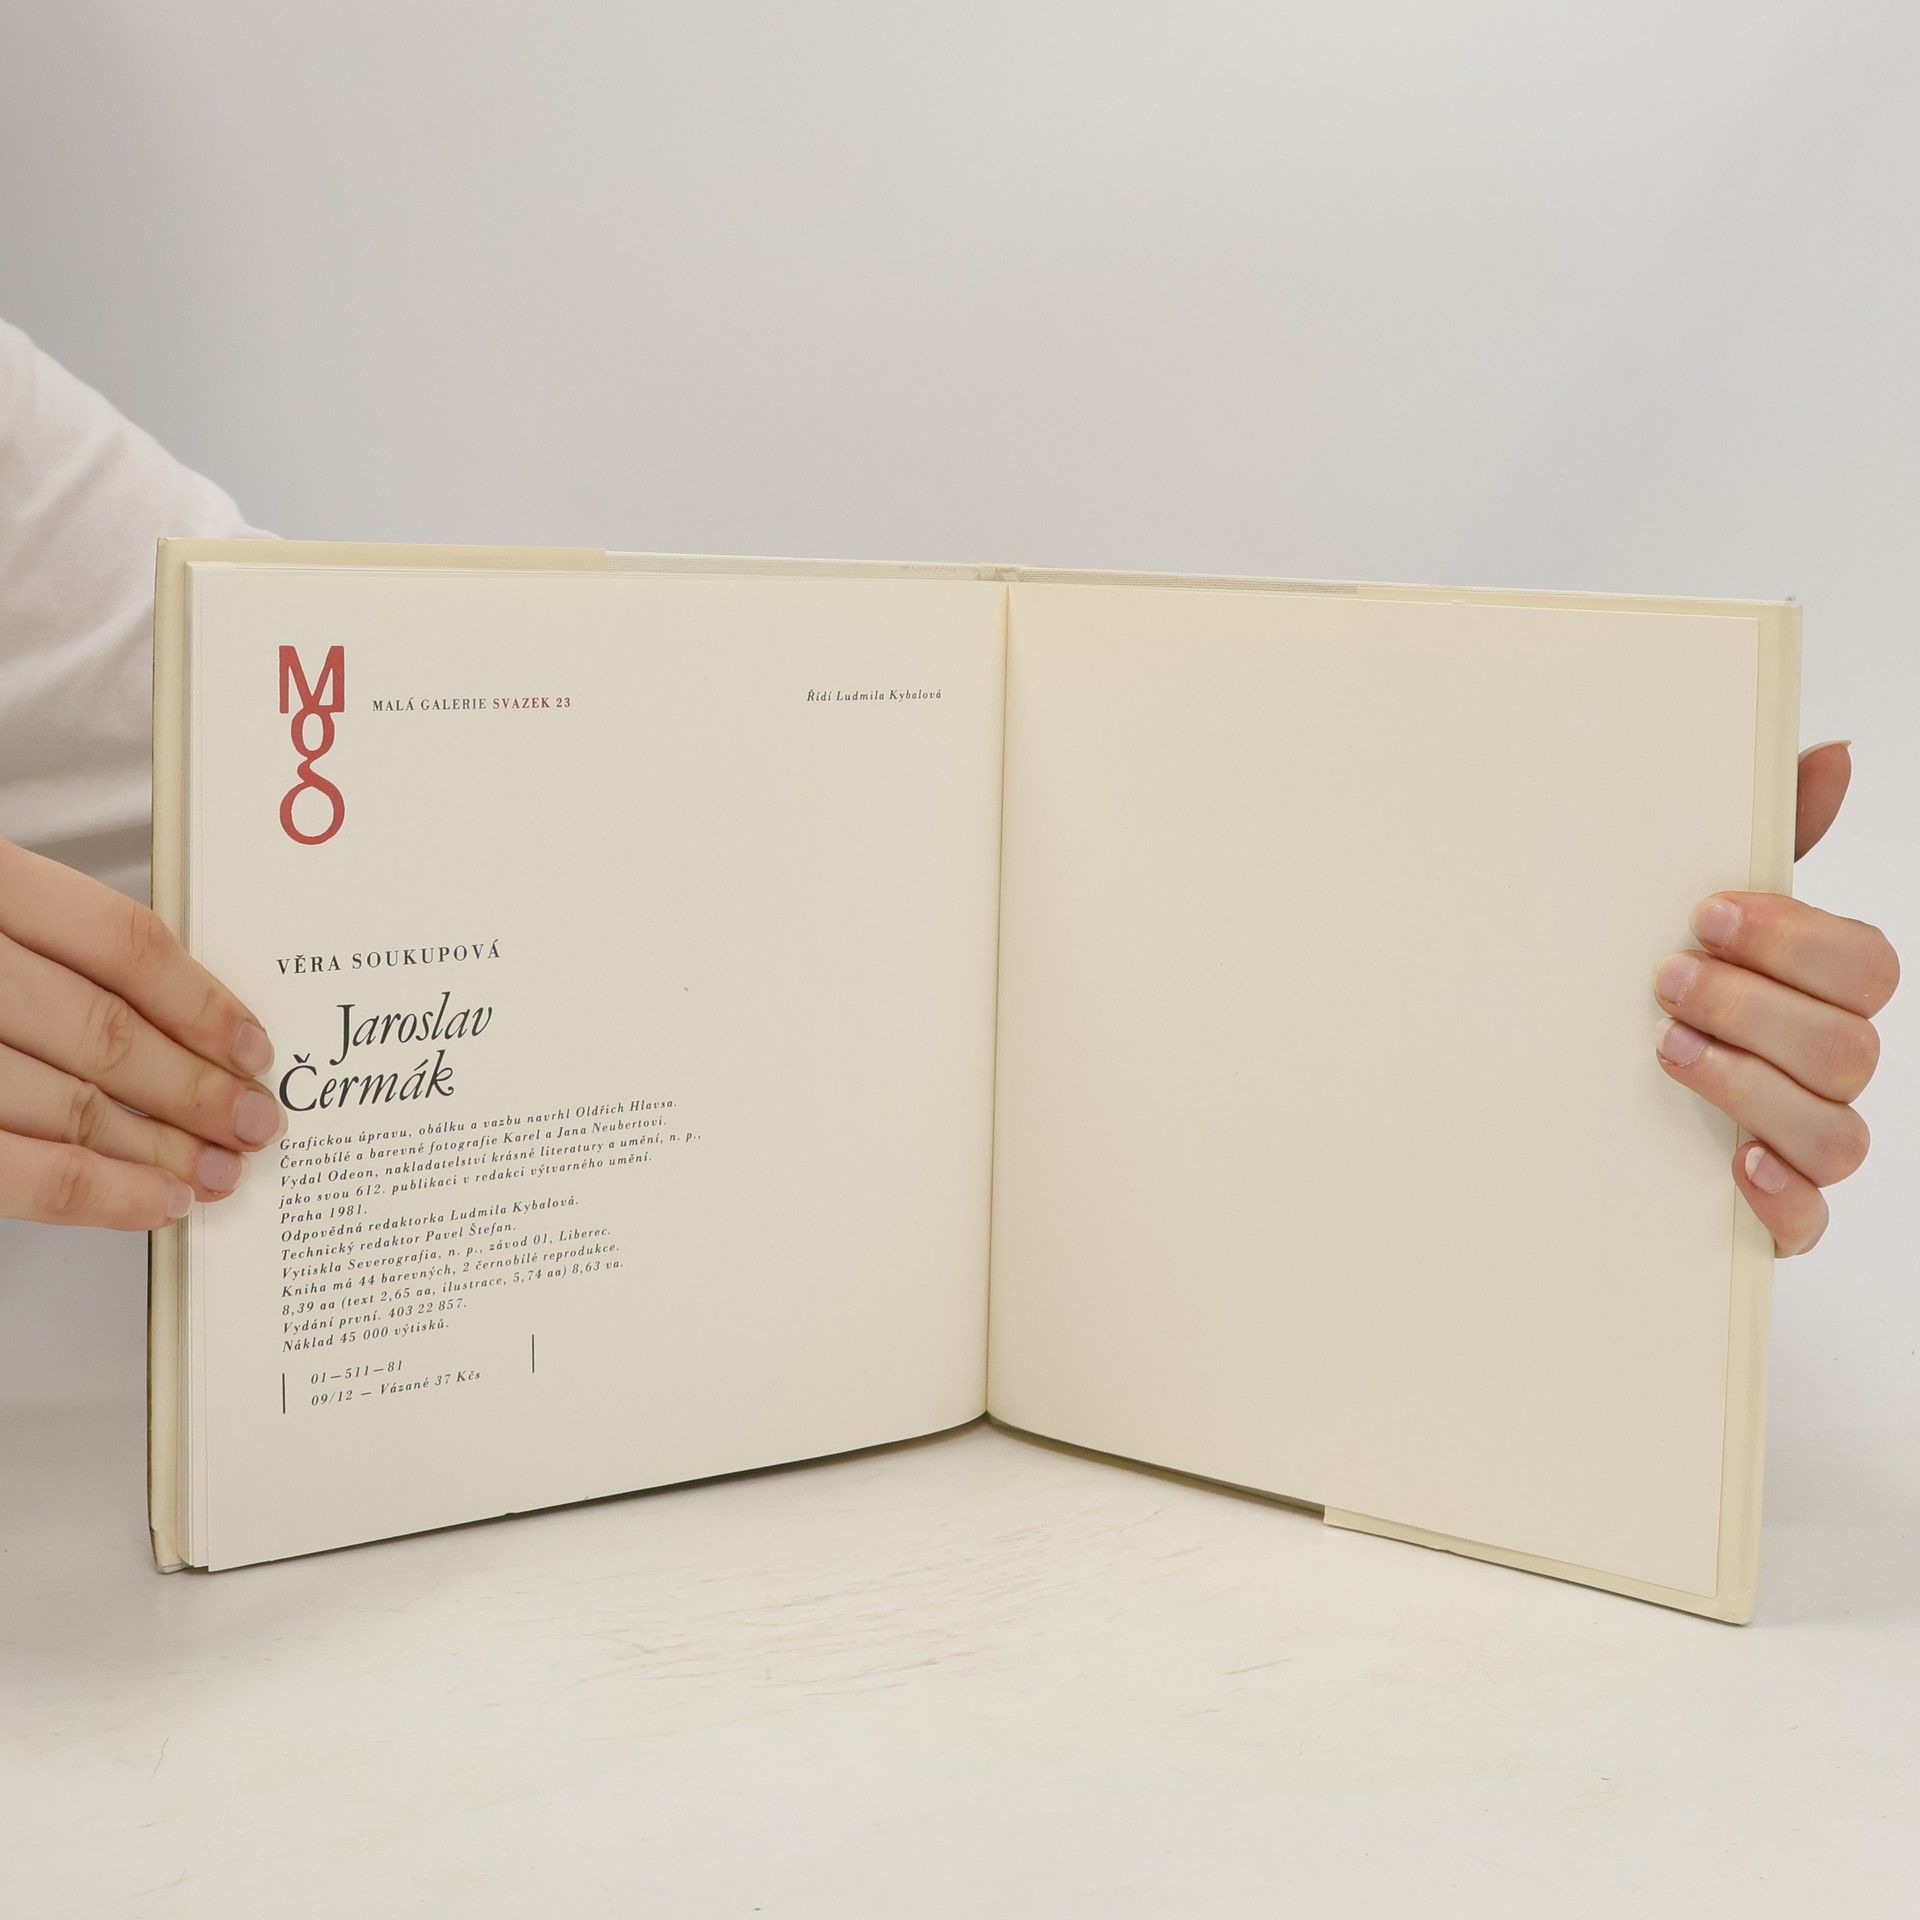 Mg
MALÁ GALERIE SVAZEK 23
Řídí Ludmila Kybalová
VĚRA SOUKUPOVÁ
Jaroslav
Čermák
Grafickou úpravu, obálku a vazbu navrhl Oldřich Hlavsa.
Černobílé a barevné fotografie Karel a Jana Neubertovi.
Vydal Odeon, nakladatelství krásné literatury a umění, n. p.,
jako svou 612. publikaci v redakci výtvarného umění.
Praha 1981.
Odpovědná redaktorka Ludmila Kybalová.
Technický redaktor Pavel Štefan.
Vytiskla Severografia, n. p., závod 01, Liberec.
Kniha má 44 barevných, 2 černobílé reprodukce.
8,39 aa (text 2,65 aa, ilustrace, 5,74 aa) 8,63 va.
Vydání první. 403 22 857.
Náklad 45 000 výtisků.
01—511—81
09/12 — Vázané 37 Kčs